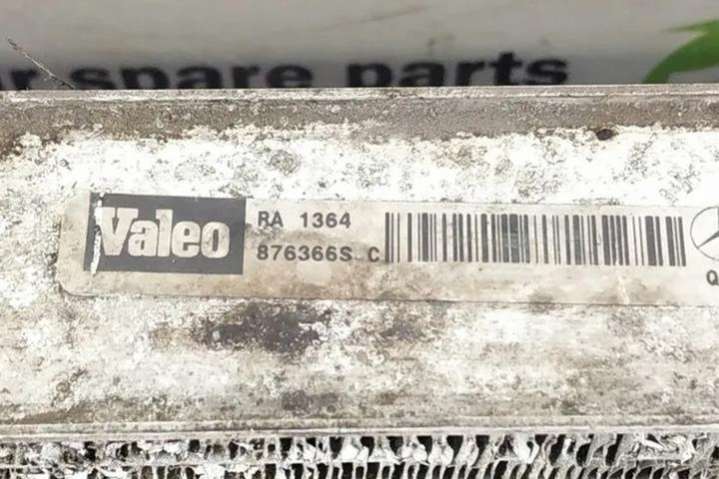 r spare parts
Valeo
RA 1364
876366S C
Q